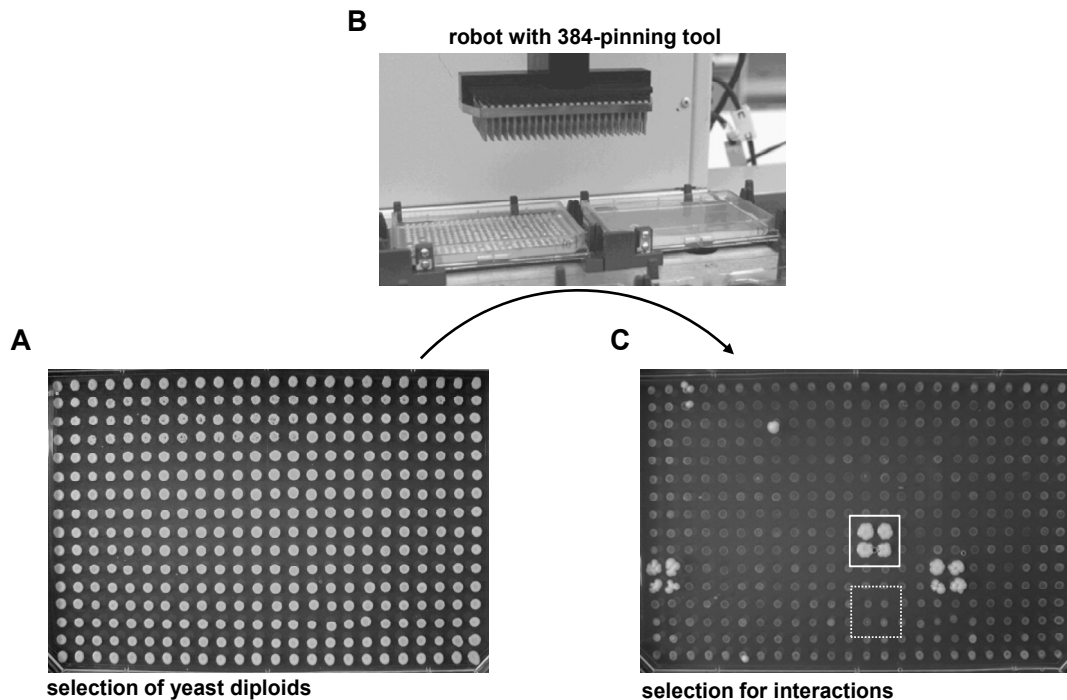 B
robot with 384-pinning tool
A
C
selection of yeast diploids
selection for interactions